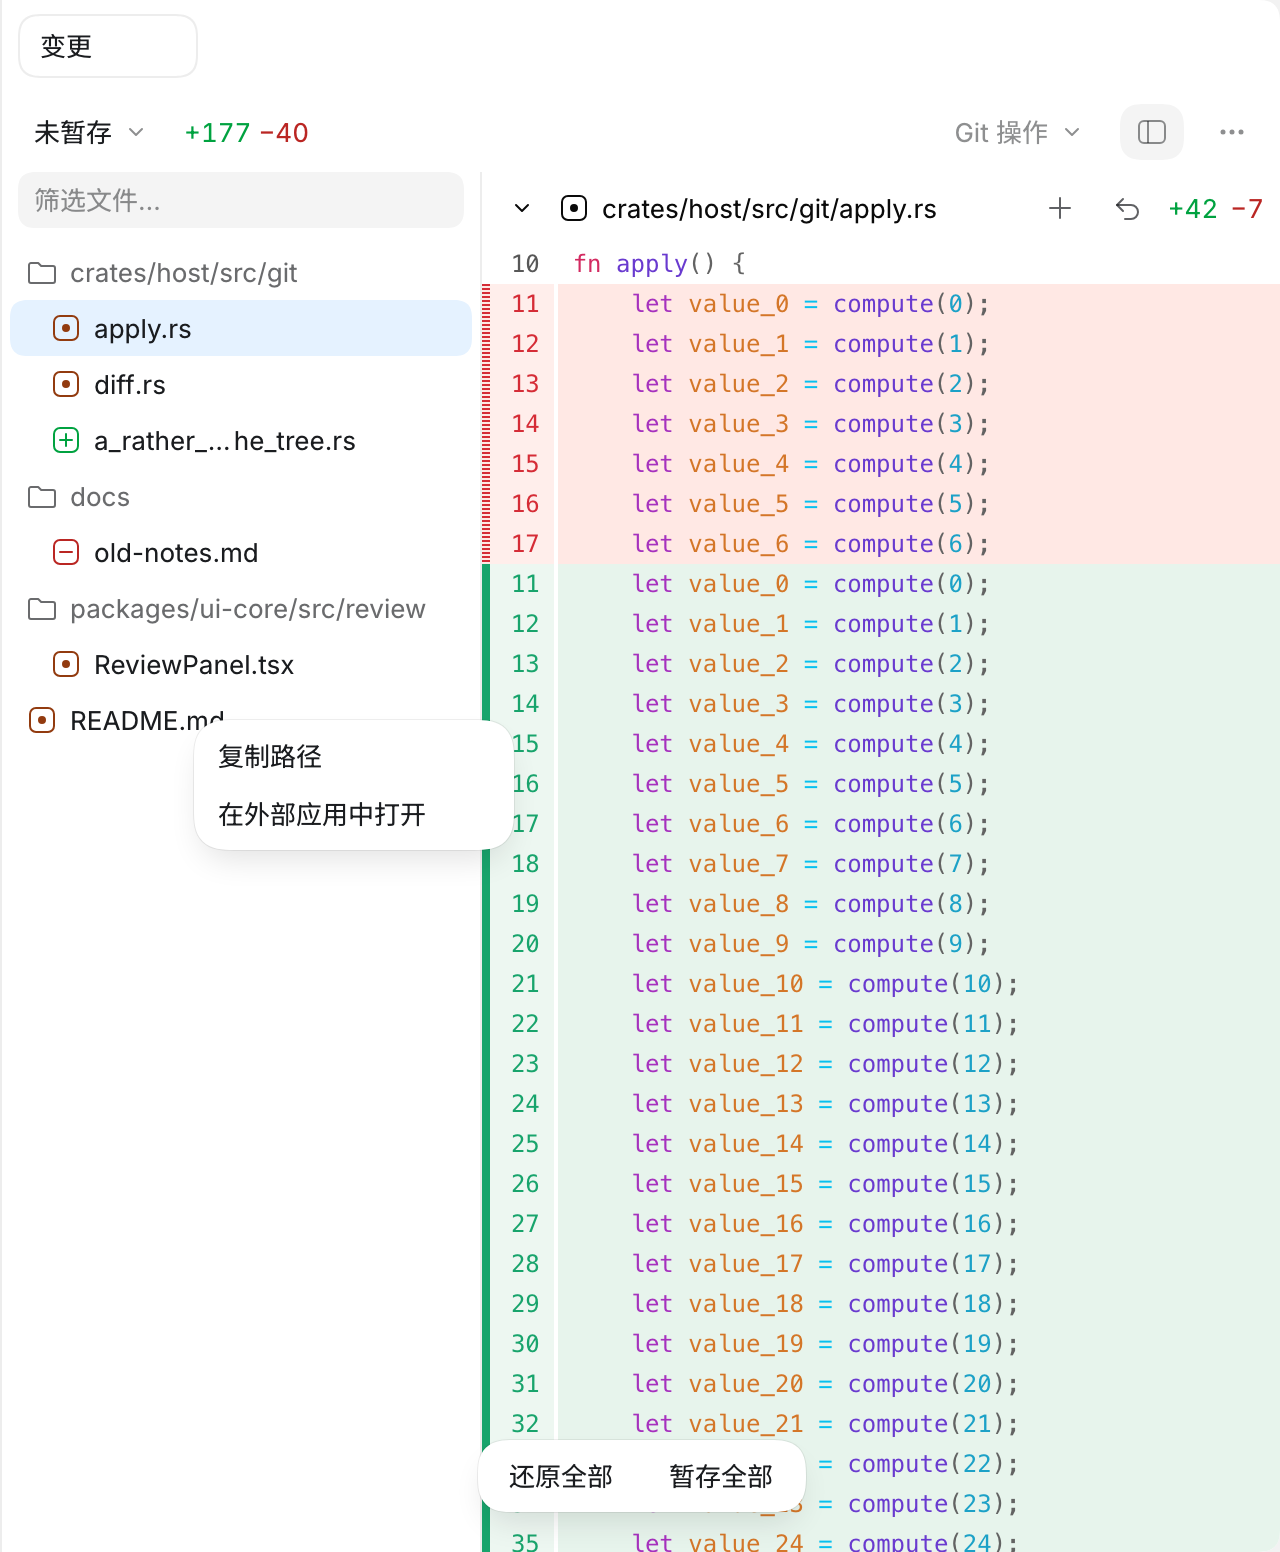 变更
未暂存 +177 -40 Git 操作
筛选文件...
crates/host/src/git
apply.rs
diff.rs
a_rather_...he_tree.rs
docs
old-notes.md
packages/ui-core/src/review
ReviewPanel.tsx
README.md
复制路径
在外部应用中打开
crates/host/src/git/apply.rs +42 -7
10 fn apply() {
11 let value_0 = compute(0);
12 let value_1 = compute(1);
13 let value_2 = compute(2);
14 let value_3 = compute(3);
15 let value_4 = compute(4);
16 let value_5 = compute(5);
17 let value_6 = compute(6);
11 let value_0 = compute(0);
12 let value_1 = compute(1);
13 let value_2 = compute(2);
14 let value_3 = compute(3);
15 let value_4 = compute(4);
16 let value_5 = compute(5);
17 let value_6 = compute(6);
18 let value_7 = compute(7);
19 let value_8 = compute(8);
20 let value_9 = compute(9);
21 let value_10 = compute(10);
22 let value_11 = compute(11);
23 let value_12 = compute(12);
24 let value_13 = compute(13);
25 let value_14 = compute(14);
26 let value_15 = compute(15);
27 let value_16 = compute(16);
28 let value_17 = compute(17);
29 let value_18 = compute(18);
30 let value_19 = compute(19);
31 let value_20 = compute(20);
32 let value_21 = compute(21);
= compute(22);
= compute(23);
35 let value_24 = compute(24);
还原全部 暂存全部